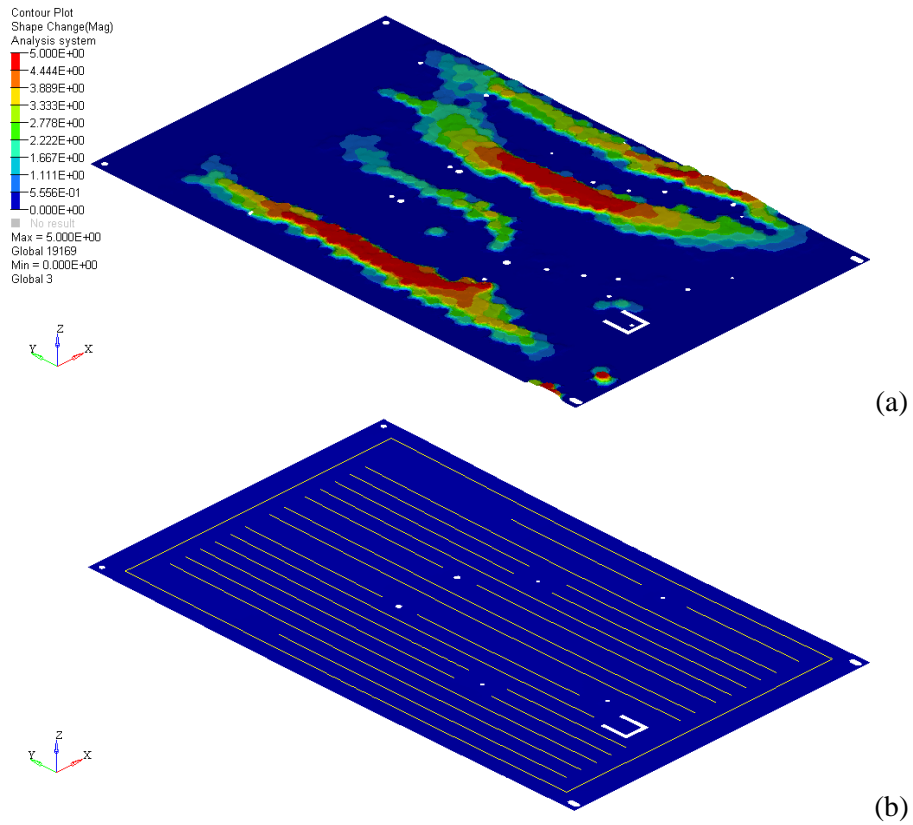 Contour Plot
Shape Change(Mag)
Analysis system
5.000E+00
4.444E+00
3.889E+00
3.333E+00
2.778E+00
2.222E+00
1.667E+00
1.111E+00
5.556E-01
0.000E+00
No result
Max = 5.000E+00
Global 19169
Min = 0.000E+00
Global 3
Z
Y X
(a)
Z
Y X
(b)